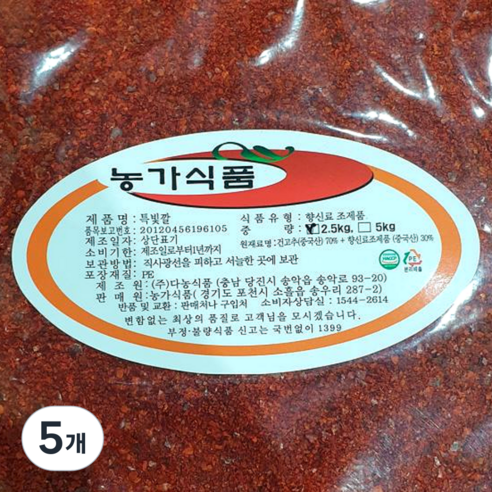 농가식품
제품명 : 특빛깔 식품유형 : 향신료 조제품
품목보고번호 : 20120456196105 중량 : 2.5kg, 5kg
제조일자 : 상단표기 원재료명 : 건고추(중국산) 70% + 향신료조제품 (중국산) 30%
소비기한 : 제조일로부터1년까지
보관방법 : 직사광선을 피하고 서늘한 곳에 보관
포장재질 : PE
제조원 : (주)다농식품 (충남 당진시 송악읍 송악로 93-20)
판매원 : 농가식품( 경기도 포천시 소흘읍 송우리 287-2)
반품 및 교환 : 판매처나 구입처 소비자상담실 : 1544-2614
변함없는 최상의 품질로 고객님을 모시겠습니다.
부정·불량식품 신고는 국번없이 1399
HACCP
PE
분리배출
5개